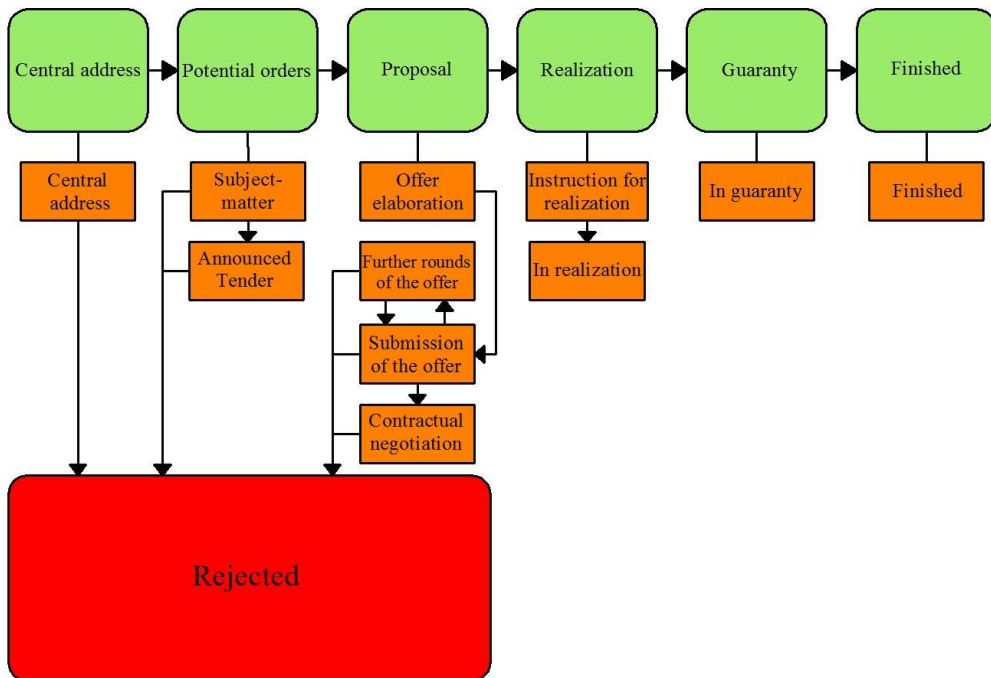 Central address
Potential orders
Proposal
Realization
Guaranty
Finished
Central
address
Subject-
matter
Offer
elaboration
Instruction for
realization
In guaranty
Finished
Announced
Tender
Further rounds
of the offer
In realization
Submission
of the offer
Contractual
negotiation
Rejected